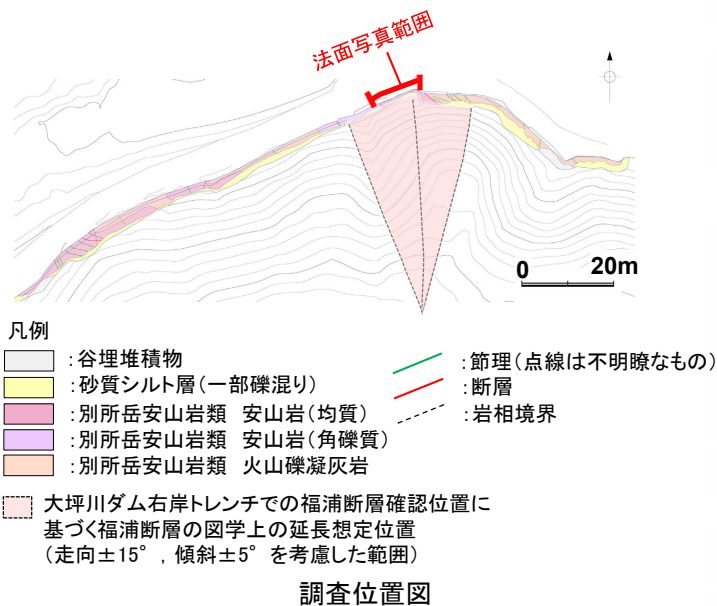 法面写真範囲
0 20m
凡例
:谷埋堆積物
:砂質シルト層(一部礫混り)
:別所岳安山岩類 安山岩(均質)
:別所岳安山岩類 安山岩(角礫質)
:別所岳安山岩類 火山礫凝灰岩
:節理(点線は不明瞭なもの)
:断層
:岩相境界
大坪川ダム右岸トレンチでの福浦断層確認位置に
基づく福浦断層の図学上の延長想定位置
(走向±15°,傾斜±5°を考慮した範囲)
調査位置図